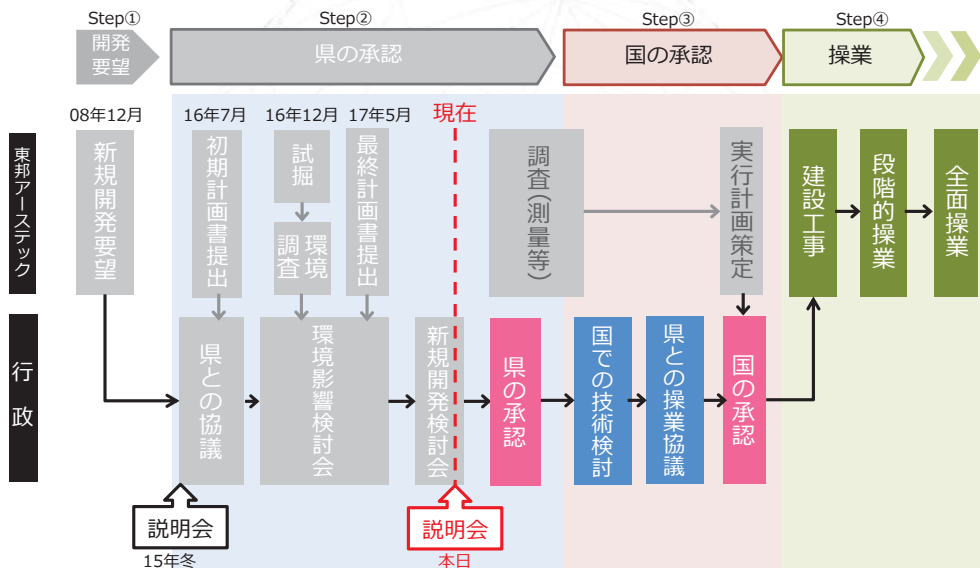 Step①
Step②
Step③
Step④
開発
要望
県の承認
国の承認
操業
08年12月
16年7月
16年12月
17年5月
現在
東邦アーステック
新規開発要望
初期計画書提出
試掘
環境
調査
最終計画書提出
調査(測量等)
実行計画策定
建設工事
段階的操業
全面操業
行政
県との協議
環境影響検討会
新規開発検討会
県の承認
国での技術検討
県との操業協議
国の承認
説明会
15年冬
説明会
本日